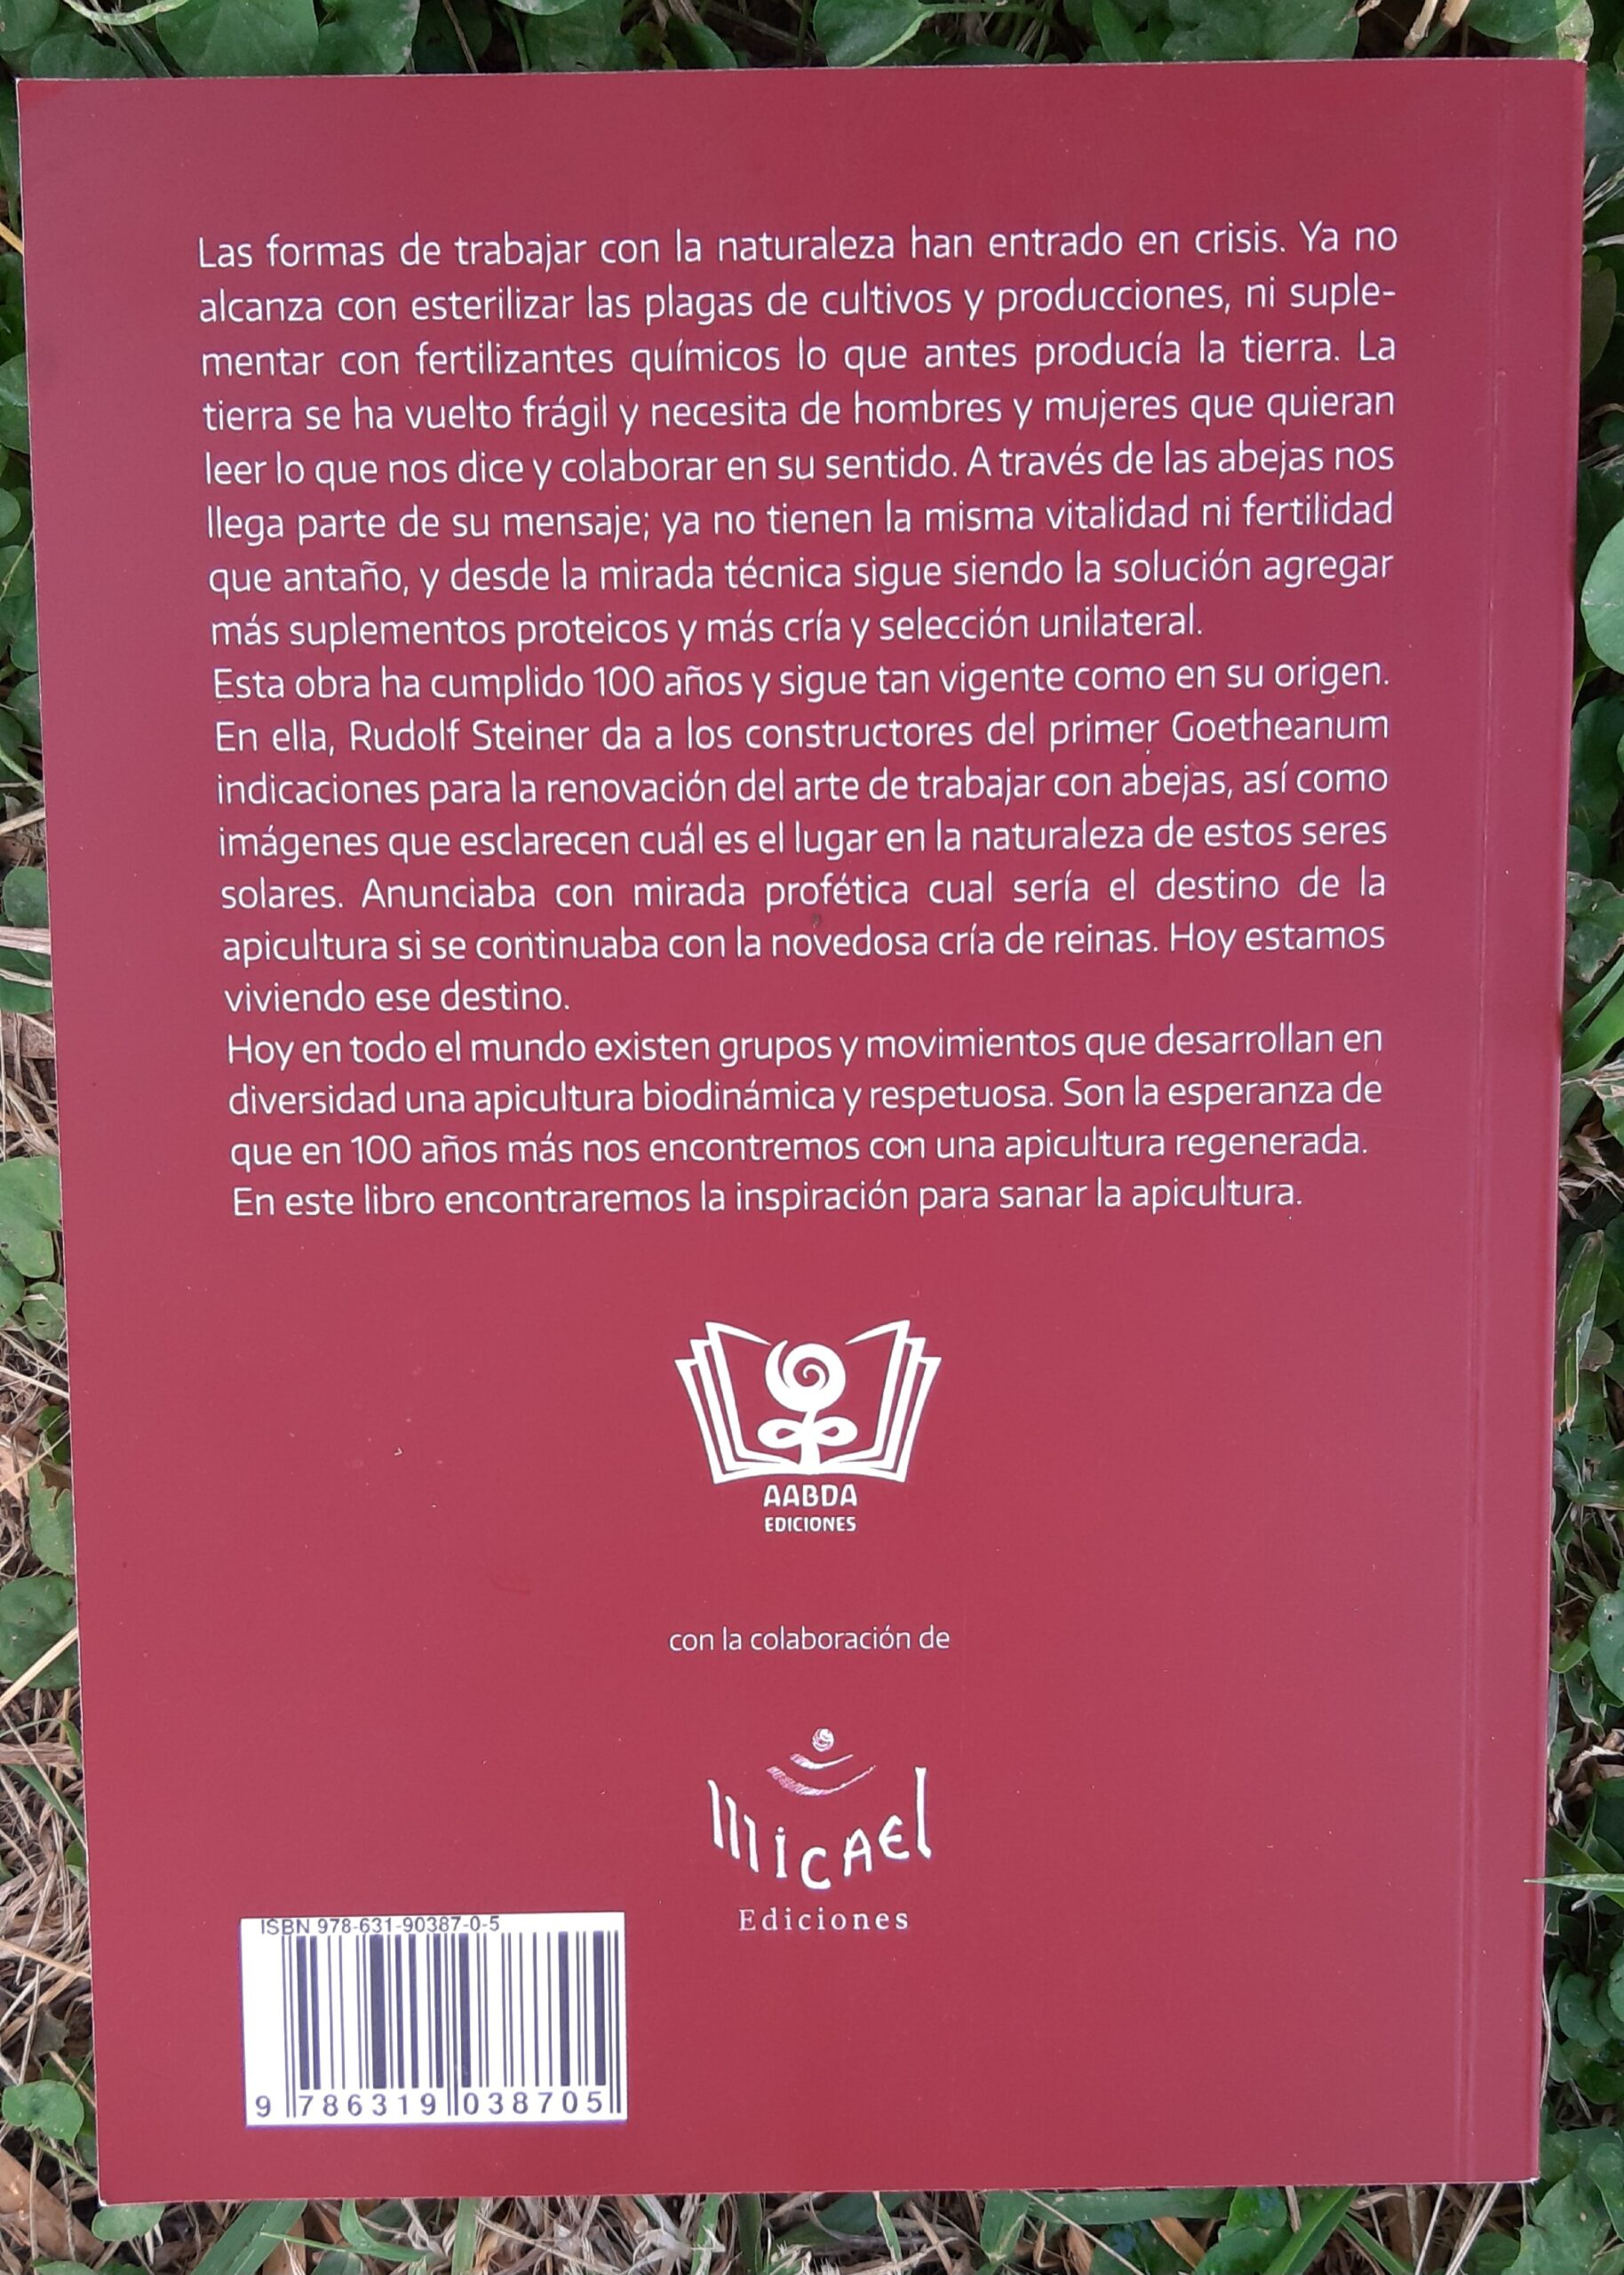 Las formas de trabajar con la naturaleza han entrado en crisis. Ya no
alcanza con esterilizar las plagas de cultivos y producciones, ni suple-
mentar con fertilizantes químicos lo que antes producía la tierra. La
tierra se ha vuelto frágil y necesita de hombres y mujeres que quieran
leer lo que nos dice y colaborar en su sentido. A través de las abejas nos
llega parte de su mensaje; ya no tienen la misma vitalidad ni fertilidad
que antaño, y desde la mirada técnica sigue siendo la solución agregar
más suplementos proteicos y más cría y selección unilateral.
Esta obra ha cumplido 100 años y sigue tan vigente como en su origen.
En ella, Rudolf Steiner da a los constructores del primer Goetheanum
indicaciones para la renovación del arte de trabajar con abejas, así como
imágenes que esclarecen cuál es el lugar en la naturaleza de estos seres
solares. Anunciaba con mirada profética cual sería el destino de la
apicultura si se continuaba con la novedosa cría de reinas. Hoy estamos
viviendo ese destino.
Hoy en todo el mundo existen grupos y movimientos que desarrollan en
diversidad una apicultura biodinámica y respetuosa. Son la esperanza de
que en 100 años más nos encontremos con una apicultura regenerada.
En este libro encontraremos la inspiración para sanar la apicultura.
AABDA
EDICIONES
con la colaboración de
MICAEL
Ediciones
ISBN 978-631-90387-0-5
9 786319 038705